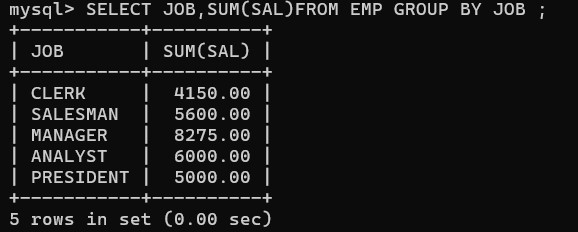 mysql> SELECT JOB,SUM(SAL)FROM EMP GROUP BY JOB ;
+-----------+----------+
| JOB       | SUM(SAL) |
+-----------+----------+
| CLERK     |  4150.00 |
| SALESMAN  |  5600.00 |
| MANAGER   |  8275.00 |
| ANALYST   |  6000.00 |
| PRESIDENT |  5000.00 |
+-----------+----------+
5 rows in set (0.00 sec)